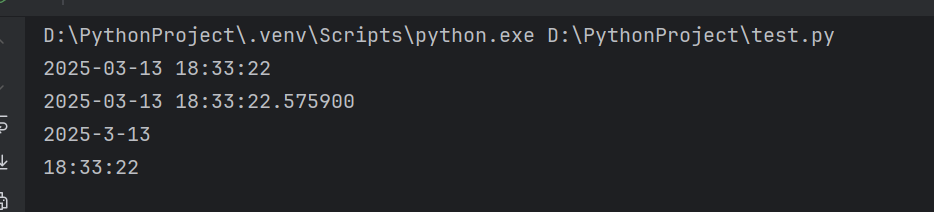 D:\PythonProject\.venv\Scripts\python.exe D:\PythonProject\test.py
2025-03-13 18:33:22
2025-03-13 18:33:22.575900
2025-3-13
18:33:22